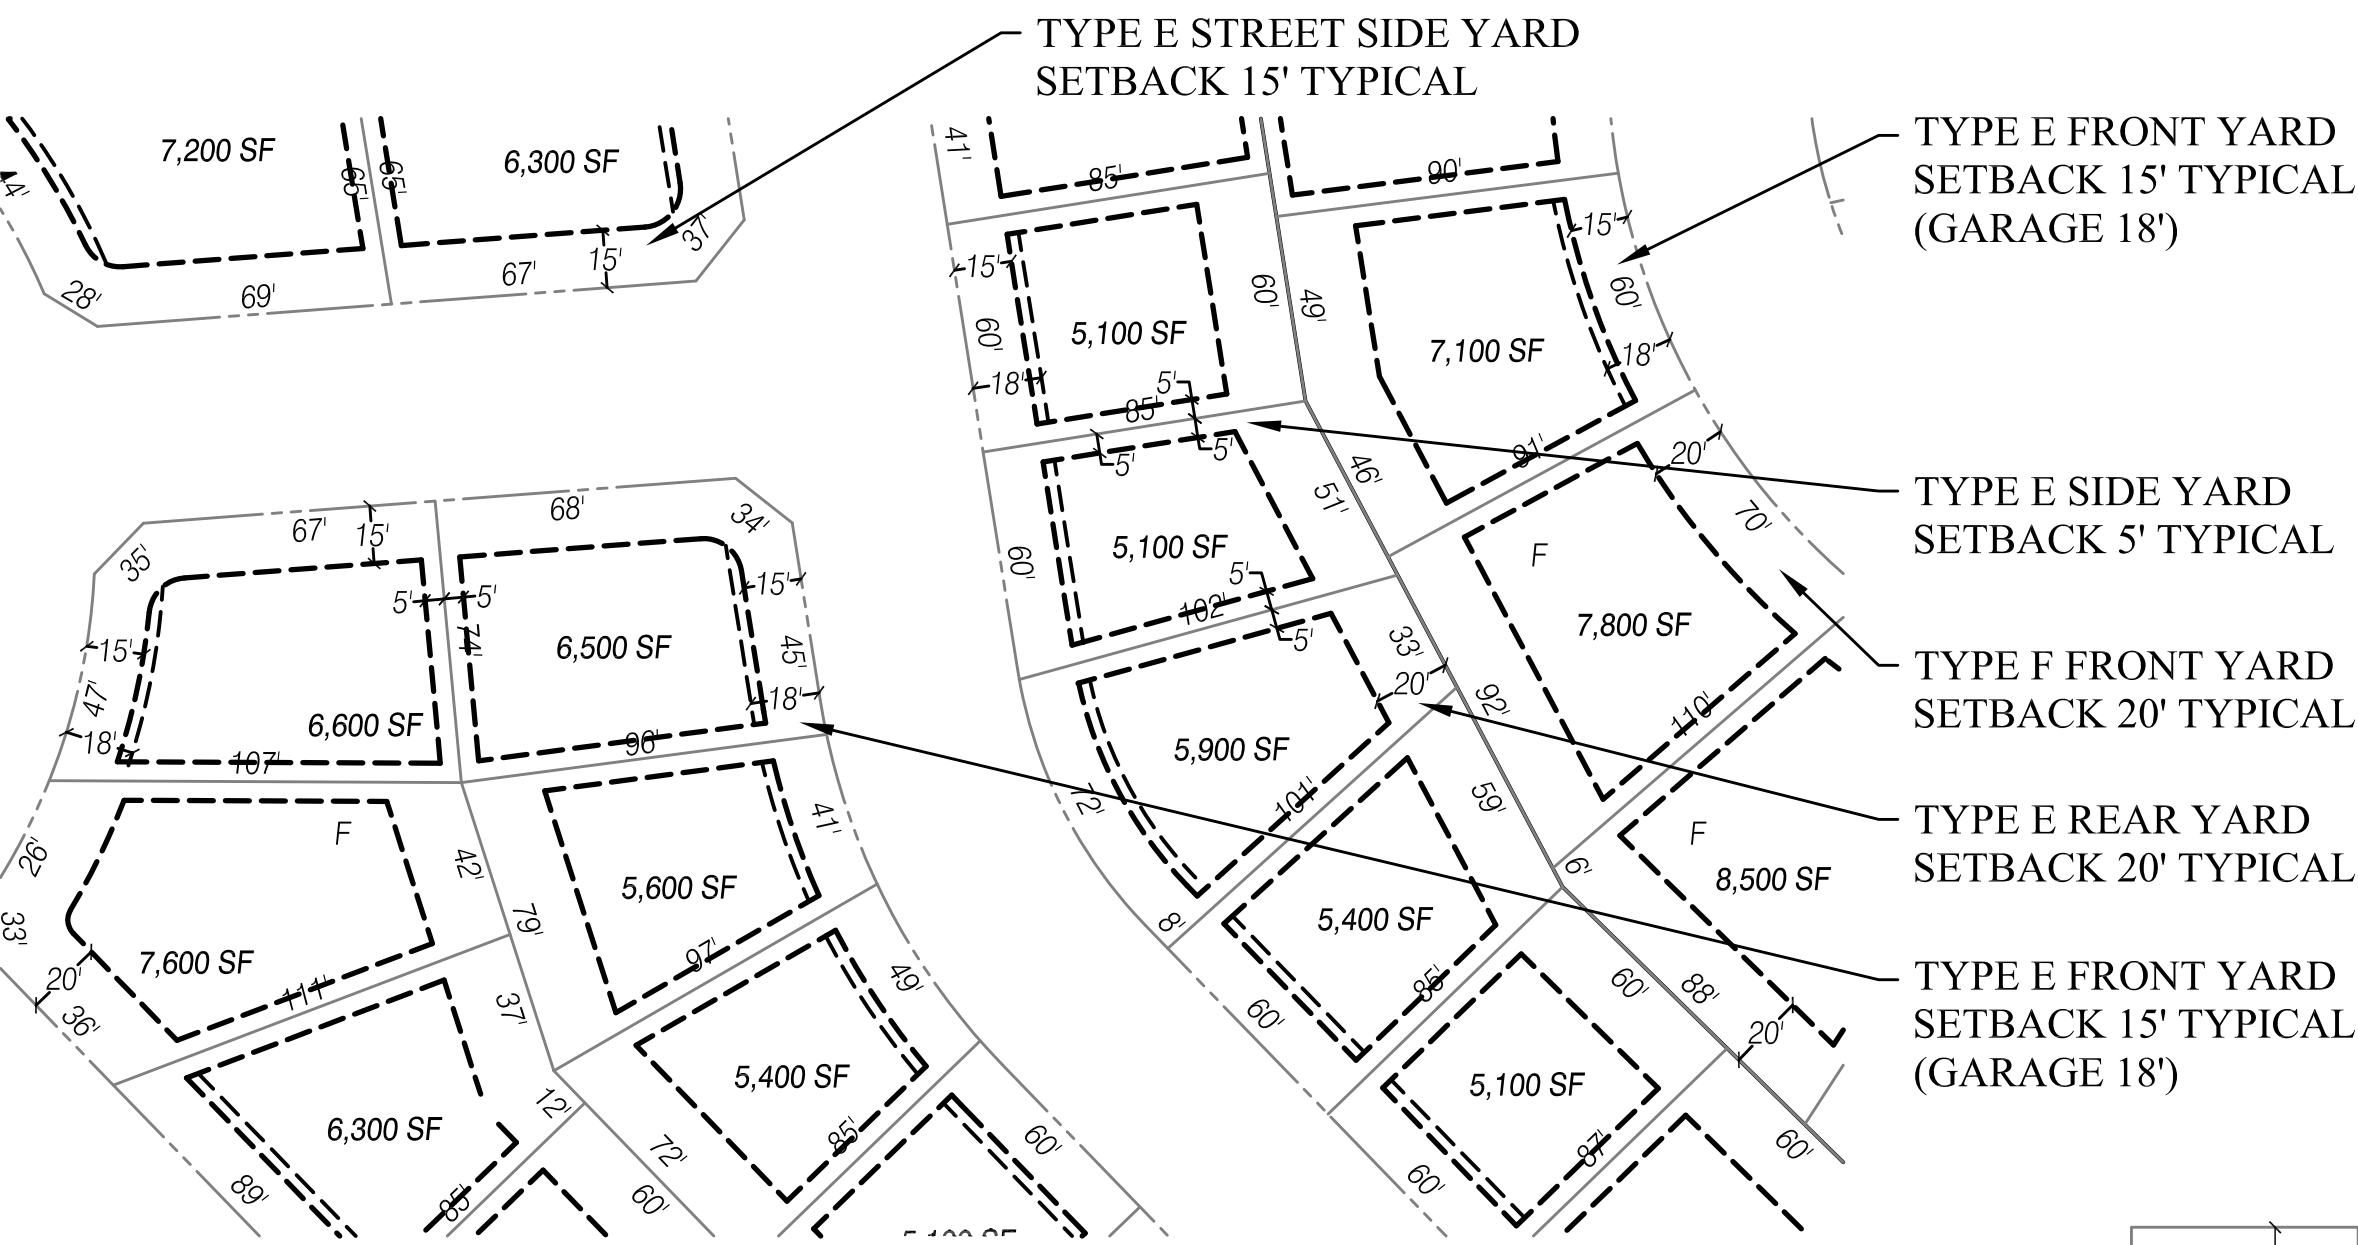 TYPE E STREET SIDE YARD
SETBACK 15' TYPICAL
TYPE E FRONT YARD
SETBACK 15' TYPICAL
(GARAGE 18')
TYPE E SIDE YARD
SETBACK 5' TYPICAL
TYPE F FRONT YARD
SETBACK 20' TYPICAL
TYPE E REAR YARD
SETBACK 20' TYPICAL
TYPE E FRONT YARD
SETBACK 15' TYPICAL
(GARAGE 18')
7,200 SF
65'
65'
6,300 SF
37'
28'
69'
67'
15'
41'
85'
90'
15'
60'
18'
5,100 SF
60'
49'
85'
5'
5'
5'
7,100 SF
15'
60'
18'
91'
46'
51'
60'
5,100 SF
102'
5'
5'
20'
70'
F
7,800 SF
110'
33'
20'
92'
5,900 SF
72'
101'
8'
59'
6'
F
8,500 SF
5,400 SF
60'
85'
60'
88'
20'
60'
5,100 SF
87'
60'
35'
67'
15'
68'
34'
15'
47'
18'
5'
5'
74'
6,600 SF
107'
6,500 SF
15'
45'
18'
96'
26'
33'
F
7,600 SF
20'
36'
111'
42'
79'
37'
5,600 SF
41'
97'
49'
6,300 SF
89'
85'
12'
72'
60'
5,400 SF
85'
60'
5,100 SF